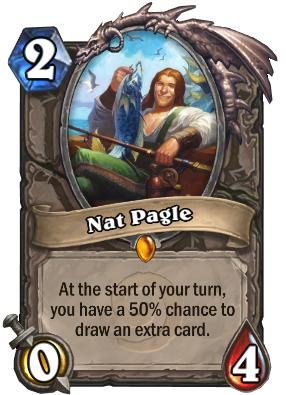 2
Nat Pagle
At the start of your turn,
you have a 50% chance to
draw an extra card.
0
4